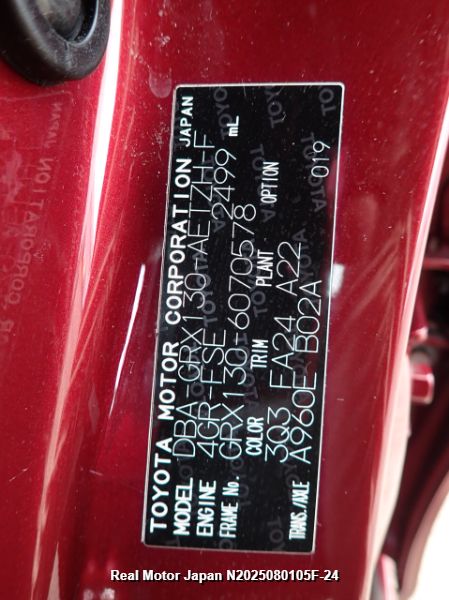 TOYOTA MOTOR CORPORATION JAPAN
MODEL DBA-GRX130-AETZH-F
ENGINE 4GR-FSE 2499 mL
FRAME No. GRX130-6070578
COLOR TRIM PLANT OPTION
3Q3 FA24 A22 019
TRANS./AXLE A960E B02A
Real Motor Japan N2025080105F-24